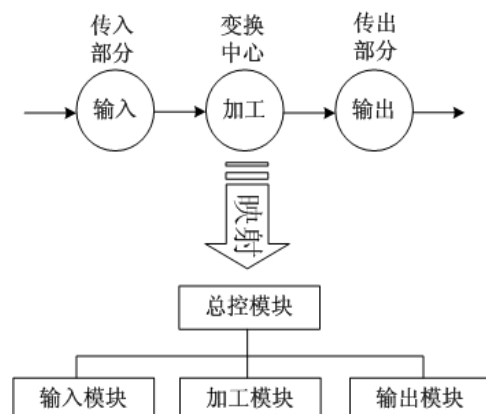 传入
部分
变换
中心
传出
部分
输入
加工
输出
映射
总控模块
输入模块
加工模块
输出模块